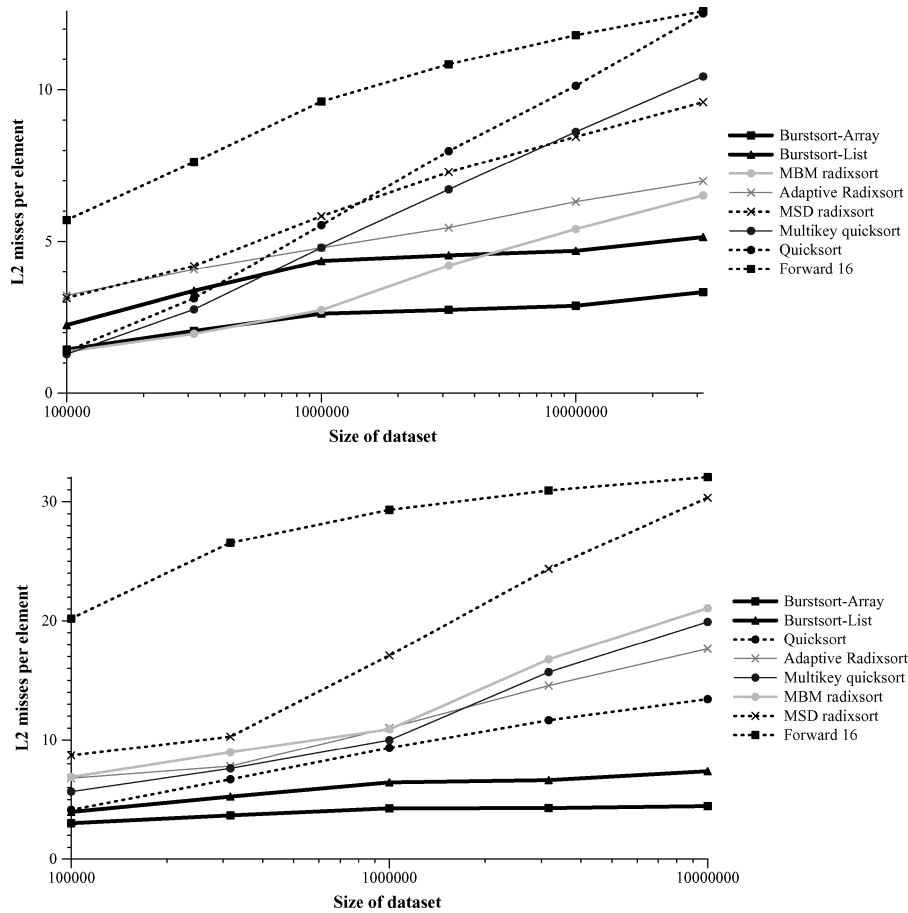 10
5
0
L2 misses per element
100000
1000000
10000000
Size of dataset
Burstsort-Array
Burstsort-List
MBM radixsort
Adaptive Radixsort
MSD radixsort
Multikey quicksort
Quicksort
Forward 16
30
20
10
0
L2 misses per element
100000
1000000
10000000
Size of dataset
Burstsort-Array
Burstsort-List
Quicksort
Adaptive Radixsort
Multikey quicksort
MBM radixsort
MSD radixsort
Forward 16